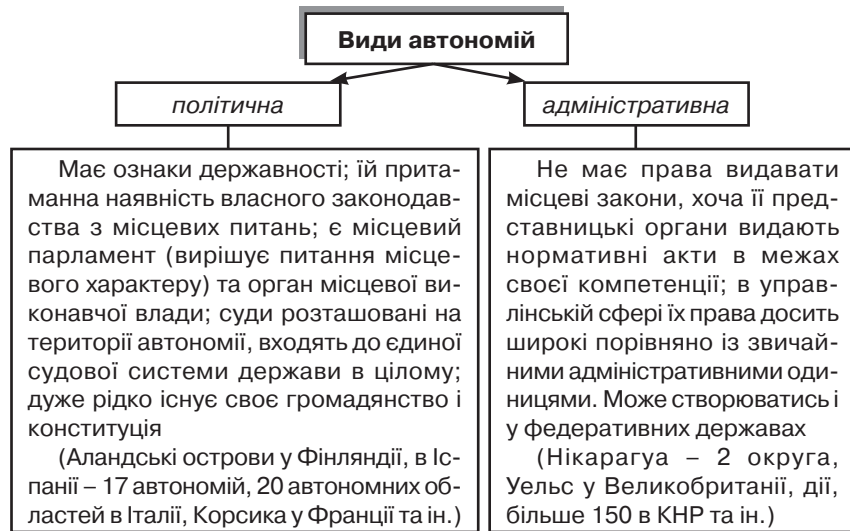 Види автономій
політична
адміністративна
Має ознаки державності; їй прита-
манна наявність власного законодав-
ства з місцевих питань; є місцевий
парламент (вирішує питання місце-
вого характеру) та орган місцевої ви-
конавчої влади; суди розташовані на
території автономії, входять до єдиної
судової системи держави в цілому;
дуже рідко існує своє громадянство і
конституція
(Аландські острови у Фінляндії, в Іс-
панії – 17 автономій, 20 автономних об-
ластей в Італії, Корсика у Франції та ін.)
Не має права видавати
місцеві закони, хоча її пред-
ставницькі органи видають
нормативні акти в межах
своєї компетенції; в управ-
лінській сфері їх права досить
широкі порівняно із звичай-
ними адміністративними оди-
ницями. Може створюватись і
у федеративних державах
(Нікарагуа – 2 округа,
Уельс у Великобританії, дії,
більше 150 в КНР та ін.)